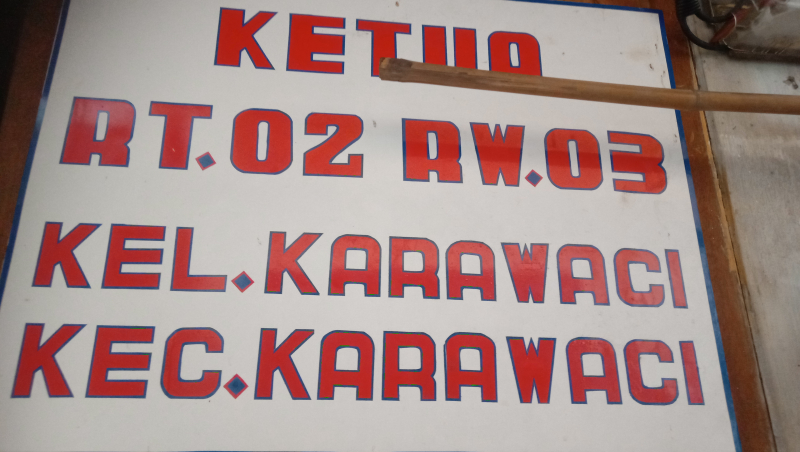 KETUA
RT.02 RW.03
KEL.KARAWACI
KEC.KARAWACI